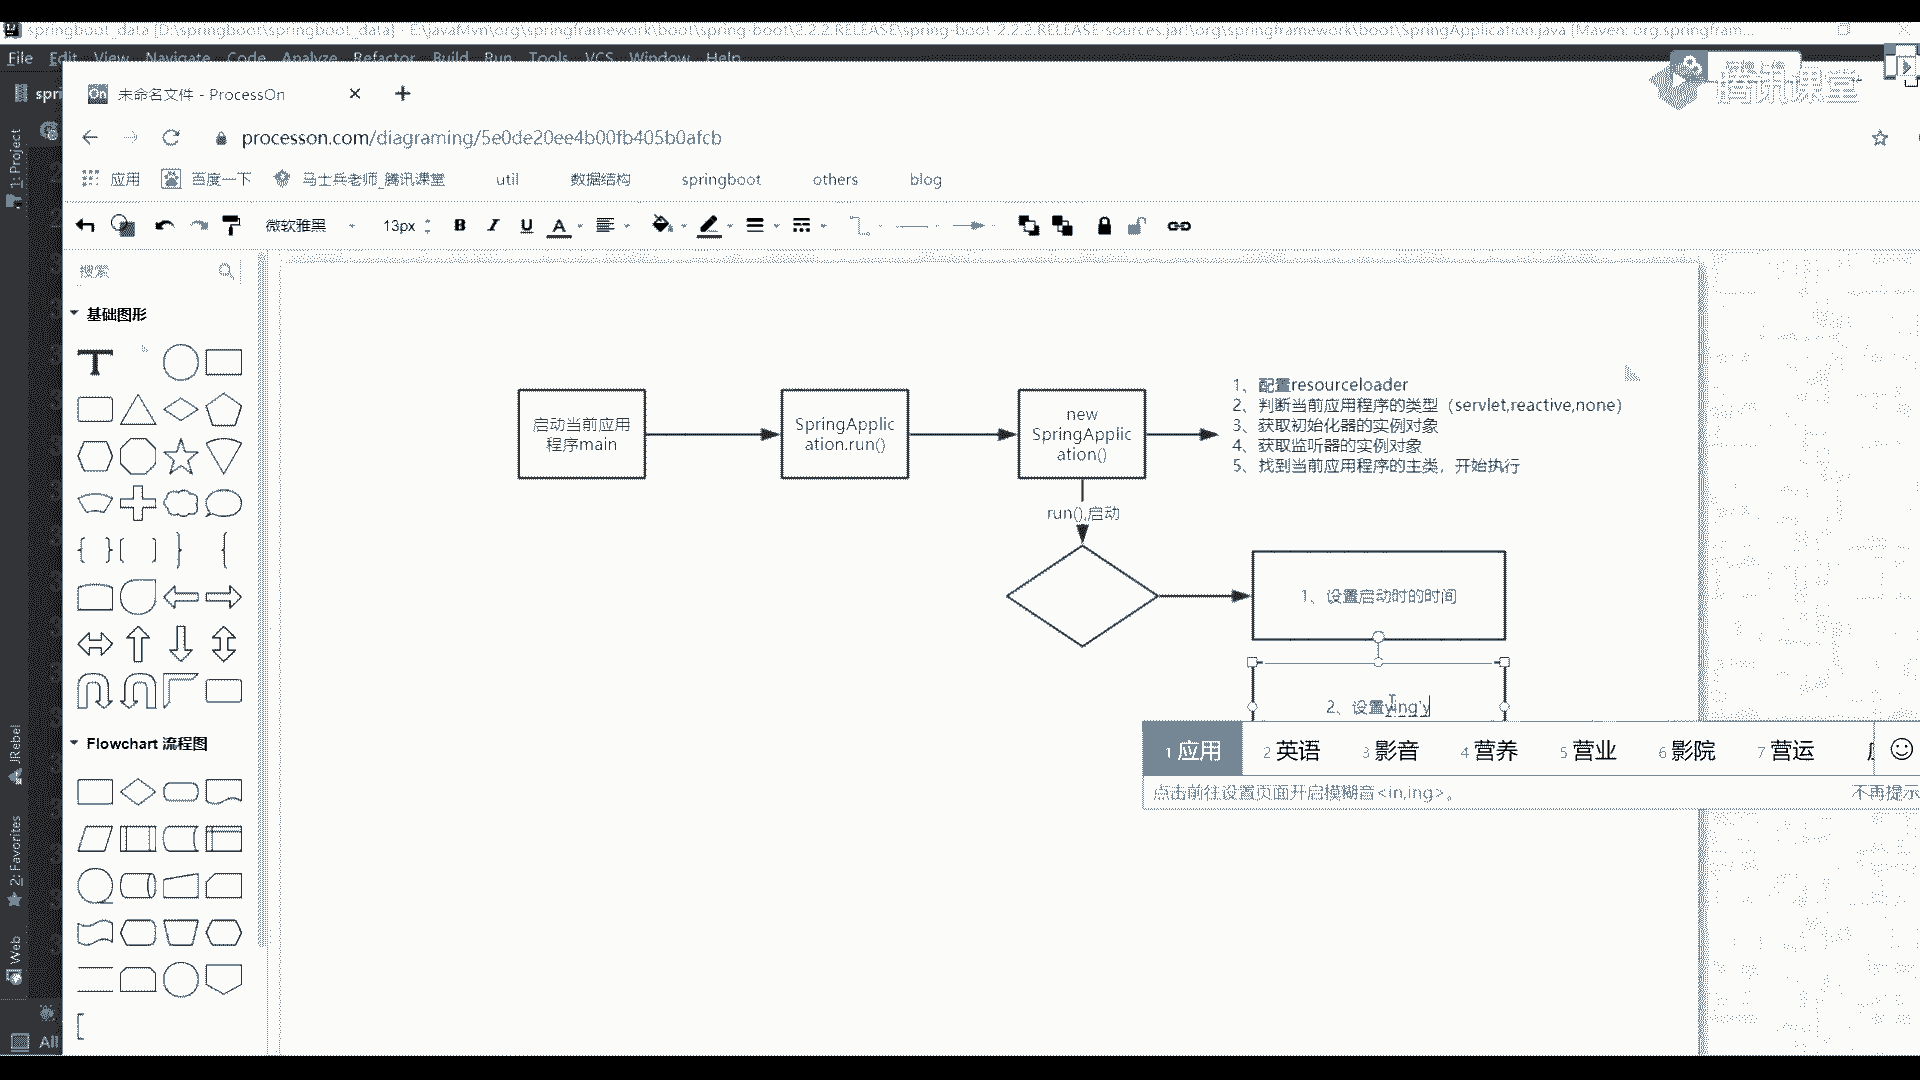 springboot_data [D:\springboot\springboot_data] - E:\javaMvn\org\springframework\boot\spring-boot\2.2.2.RELEASE\spring-boot-2.2.2.RELEASE-sources.jar!\org\springframework\boot\SpringApplication.java [Maven: org.springfram...
File Edit View Navigate Code Analyze Refactor Build Run Tools VCS Window Help
腾讯课堂
spri
On 未命名文件 - ProcessOn
processon.com/diagraming/5e0de20ee4b00fb405b0afcb
应用 百度一下 马士兵老师_腾讯课堂 util 数据结构 springboot others blog
微软雅黑 13px B I U A
1: Project
搜索
基础图形
T
启动当前应用
程序main
SpringApplic
ation.run()
new
SpringApplic
ation()
1、配置resourceloader
2、判断当前应用程序的类型（servlet,reactive,none）
3、获取初始化器的实例对象
4、获取监听器的实例对象
5、找到当前应用程序的主类，开始执行
run(),启动
1、设置启动时的时间
2、设置ying'y
1 应用 2 英语 3 影音 4 营养 5 营业 6 影院 7 营运
点击前往设置页面开启模糊音<in,ing>。 不再提示
Flowchart 流程图
JRebel
2: Favorites
Web
All